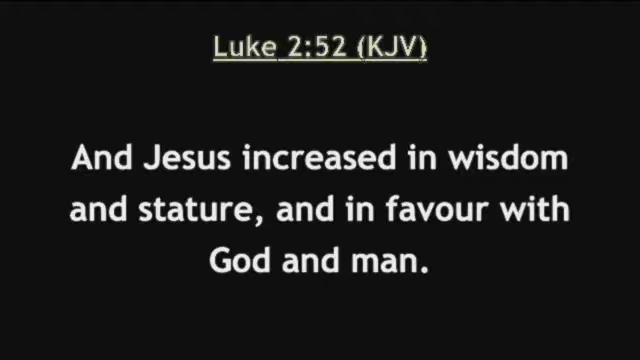 Luke 2:52 (KJV)
And Jesus increased in wisdom
and stature, and in favour with
God and man.